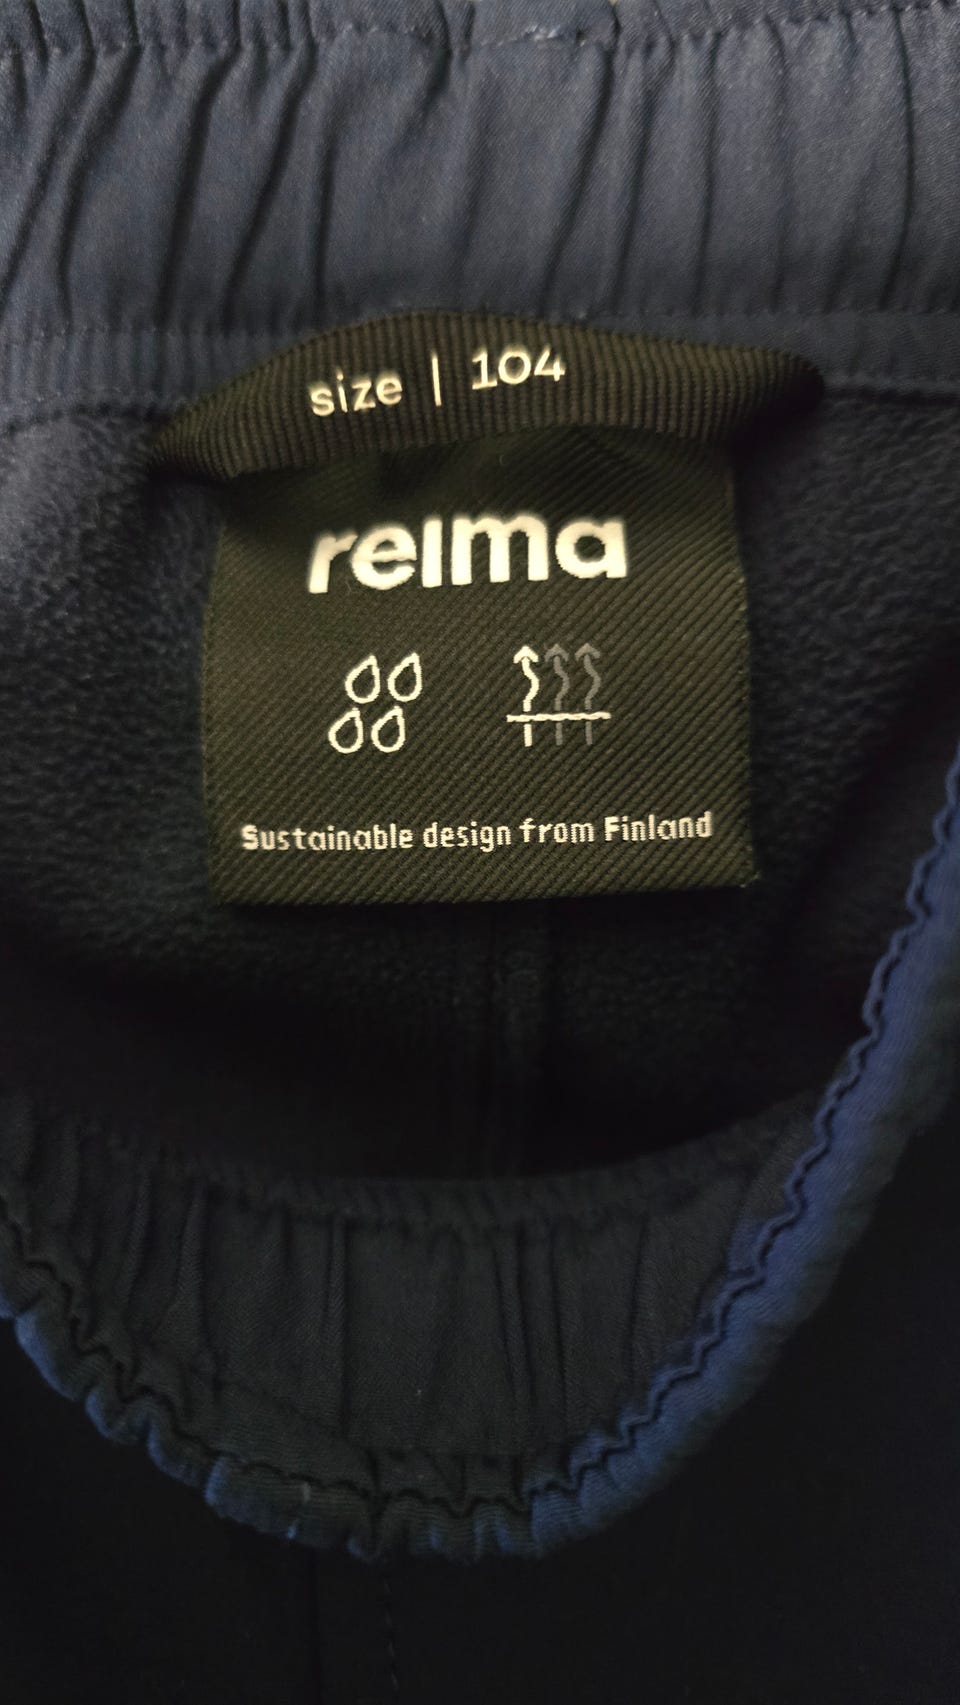 size | 104
reima
Sustainable design from Finland